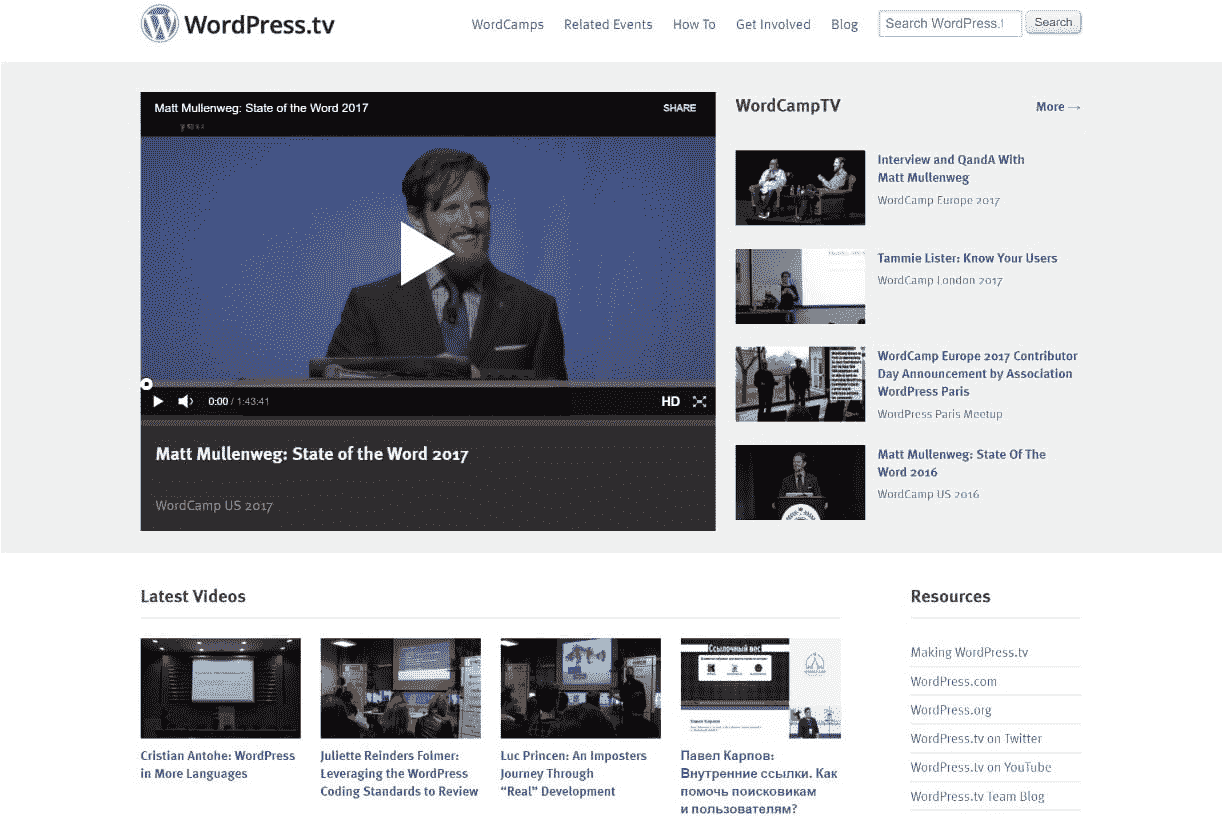 WordPress.tv
WordCamps Related Events How To Get Involved Blog Search WordPress.t Search
Matt Mullenweg: State of the Word 2017 SHARE
0:00 / 1:43:41 HD
Matt Mullenweg: State of the Word 2017
WordCamp US 2017
WordCampTV More →
Interview and QandA With
Matt Mullenweg
WordCamp Europe 2017
Tammie Lister: Know Your Users
WordCamp London 2017
WordCamp Europe 2017 Contributor
Day Announcement by Association
WordPress Paris
WordPress Paris Meetup
Matt Mullenweg: State Of The
Word 2016
WordCamp US 2016
Latest Videos
Cristian Antohe: WordPress
in More Languages
Juliette Reinders Folmer:
Leveraging the WordPress
Coding Standards to Review
Luc Princen: An Imposters
Journey Through
“Real” Development
Ссылочный вес
Павел Карпов:
Внутренние ссылки. Как
помочь поисковикам
и пользователям?
Resources
Making WordPress.tv
WordPress.com
WordPress.org
WordPress.tv on Twitter
WordPress.tv on YouTube
WordPress.tv Team Blog